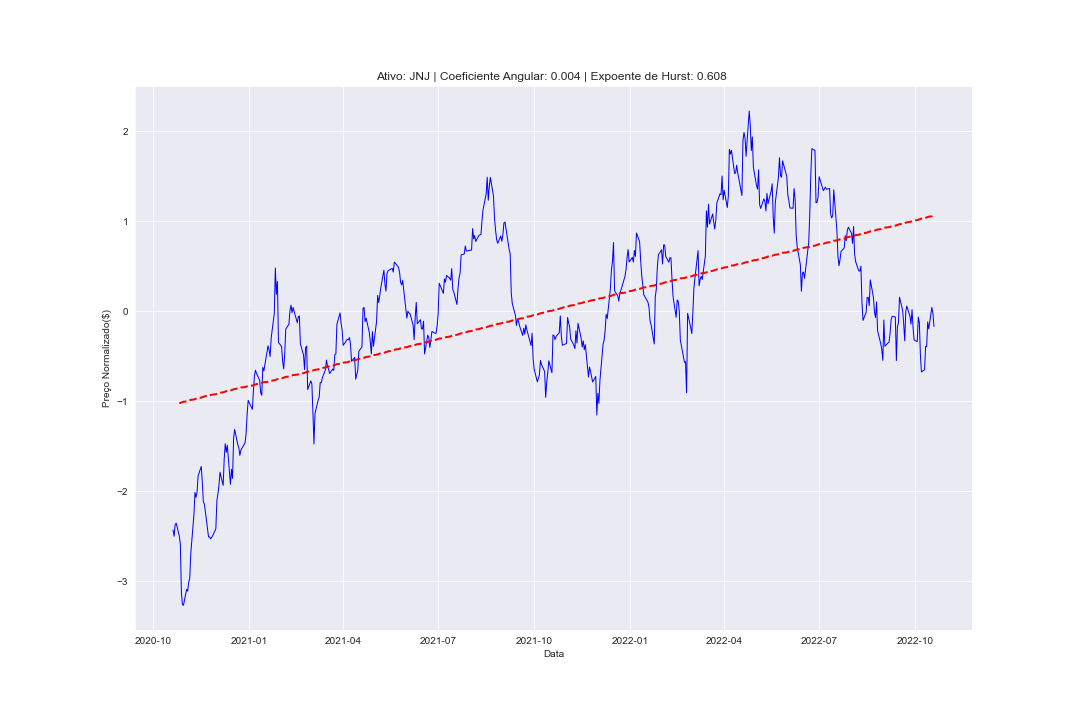 Ativo: JNJ | Coeficiente Angular: 0.004 | Expoente de Hurst: 0.608
Preço Normalizado($)
2
1
0
−1
−2
−3
2020-10 2021-01 2021-04 2021-07 2021-10 2022-01 2022-04 2022-07 2022-10
Data